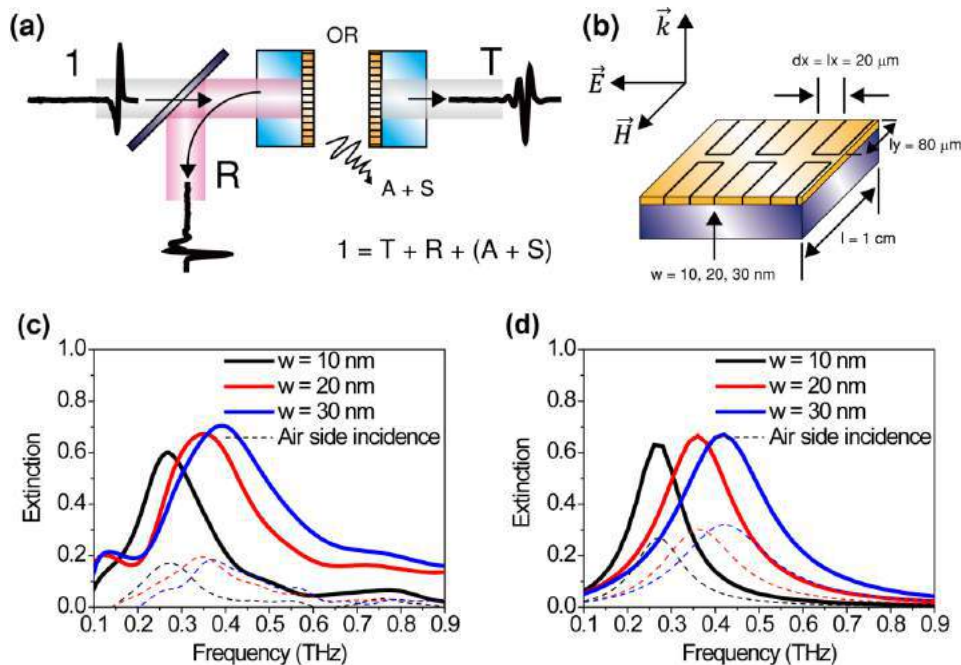 (a)
1
OR
T
R
A + S
1 = T + R + (A + S)
(b)
k
E
H
dx = lx = 20 μm
ly = 80 μm
l = 1 cm
w = 10, 20, 30 nm
(c)
1.0
0.8
0.6
0.4
0.2
0.0
Extinction
w = 10 nm
w = 20 nm
w = 30 nm
Air side incidence
0.1 0.2 0.3 0.4 0.5 0.6 0.7 0.8 0.9
Frequency (THz)
(d)
1.0
0.8
0.6
0.4
0.2
0.0
Extinction
w = 10 nm
w = 20 nm
w = 30 nm
Air side incidence
0.1 0.2 0.3 0.4 0.5 0.6 0.7 0.8 0.9
Frequency (THz)